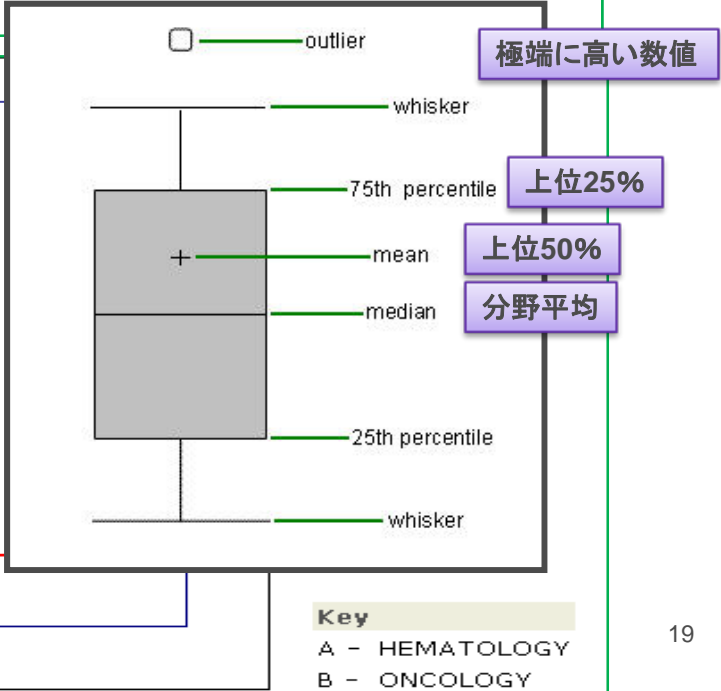 outlier
極端に高い数値
whisker
75th percentile
上位25%
mean
上位50%
median
分野平均
25th percentile
whisker
Key
A - HEMATOLOGY
B - ONCOLOGY
19